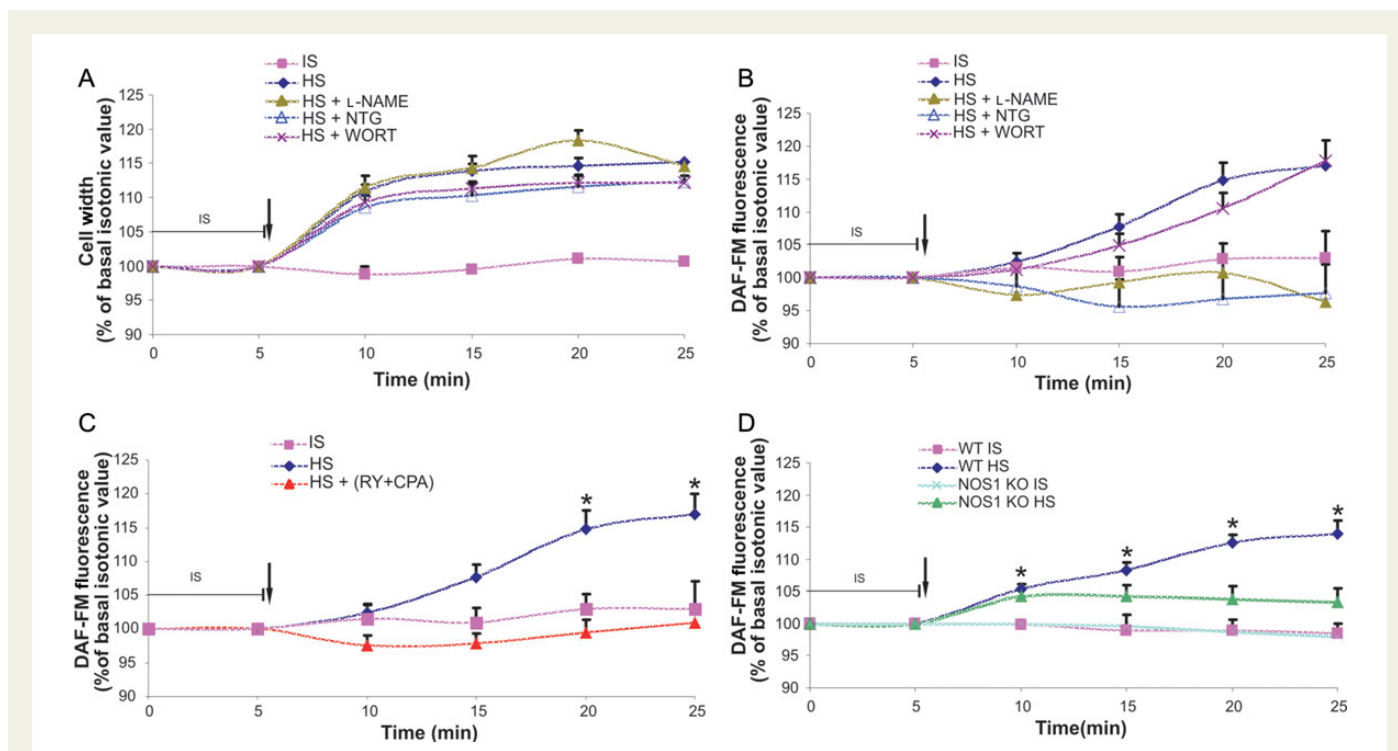 A
IS
HS
HS + L-NAME
HS + NTG
HS + WORT
Cell width
(% of basal isotonic value)
125
120
115
110
105
100
95
90
IS
0 5 10 15 20 25
Time (min)
B
IS
HS
HS + L-NAME
HS + NTG
HS + WORT
DAF-FM fluorescence
(% of basal isotonic value)
125
120
115
110
105
100
95
90
IS
0 5 10 15 20 25
Time (min)
C
IS
HS
HS + (RY+CPA)
DAF-FM fluorescence
(%of basal isotonic value)
125
120
115
110
105
100
95
90
IS
* *
0 5 10 15 20 25
Time (min)
D
WT IS
WT HS
NOS1 KO IS
NOS1 KO HS
DAF-FM fluorescence
(% of basal isotonic value)
125
120
115
110
105
100
95
90
IS
* * * *
0 5 10 15 20 25
Time(min)